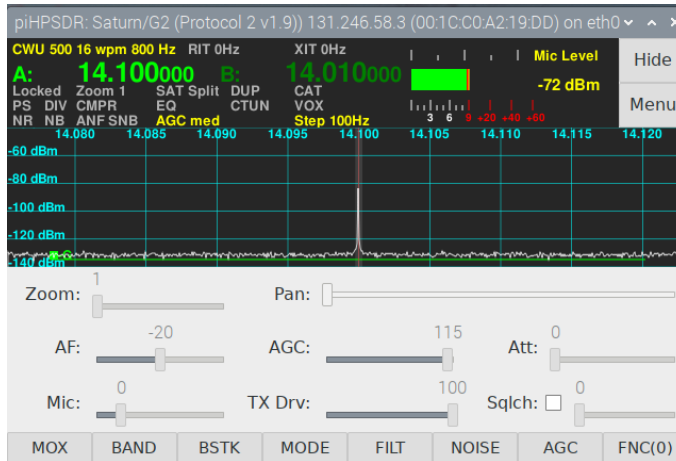 piHPSDR: Saturn/G2 (Protocol 2 v1.9)) 131.246.58.3 (00:1C:C0:A2:19:DD) on eth0
CWU 500 16 wpm 800 Hz RIT 0Hz XIT 0Hz Mic Level Hide
A: 14.100000 B: 14.010000 -72 dBm
Locked Zoom 1 SAT Split DUP CAT
PS DIV CMPR EQ CTUN VOX Menu
NR NB ANF SNB AGC med Step 100Hz 3 6 9 +20 +40 +60
14.080 14.085 14.090 14.095 14.100 14.105 14.110 14.115 14.120
-60 dBm
-80 dBm
-100 dBm
-120 dBm
G
-140 dBm
Zoom: 1 Pan:
AF: -20 AGC: 115 Att: 0
Mic: 0 TX Drv: 100 Sqlch: 0
MOX BAND BSTK MODE FILT NOISE AGC FNC(0)